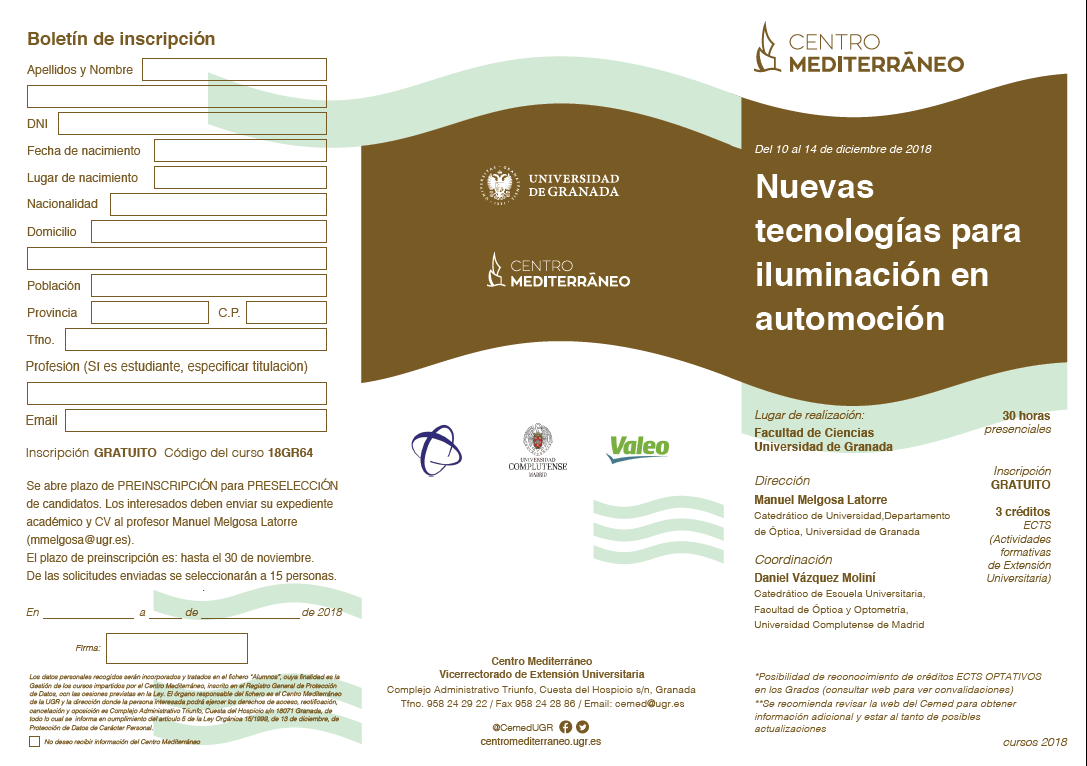 Boletín de inscripción
Apellidos y Nombre
DNI
Fecha de nacimiento
Lugar de nacimiento
Nacionalidad
Domicilio
Población
Provincia
C.P.
Tfno.
Profesión (Sí es estudiante, especificar titulación)
Email
Inscripción GRATUITO Código del curso 18GR64
Se abre plazo de PREINSCRIPCIÓN para PRESELECCIÓN
de candidatos. Los interesados deben enviar su expediente
académico y CV al profesor Manuel Melgosa Latorre
(mmelgosa@ugr.es).
El plazo de preinscripción es: hasta el 30 de noviembre.
De las solicitudes enviadas se seleccionarán a 15 personas.
En ______ a ____ de ______ de 2018
Firma:
Los datos personales recogidos serán incorporados y tratados en el fichero "Alumnos", cuya finalidad es la
Gestión de los cursos impartidos por el Centro Mediterráneo, inscrito en el Registro General de Protección
de Datos, con las cesiones previstas en la Ley. El órgano responsable del fichero es el Centro Mediterráneo
de la UGR y la dirección donde la persona interesada podrá ejercer los derechos de acceso, rectificación,
cancelación y oposición es Complejo Administrativo Triunfo, Cuesta del Hospicio s/n 18071 Granada, de
todo lo cual se informa en cumplimiento del artículo 5 de la Ley Orgánica 15/1999, de 13 de diciembre, de
Protección de Datos de Carácter Personal.
No deseo recibir información del Centro Mediterráneo
UNIVERSIDAD
DE GRANADA
CENTRO
MEDITERRÁNEO
UNIVERSIDAD
COMPLUTENSE
MADRID
Valeo
Centro Mediterráneo
Vicerrectorado de Extensión Universitaria
Complejo Administrativo Triunfo, Cuesta del Hospicio s/n, Granada
Tfno. 958 24 29 22 / Fax 958 24 28 86 / Email: cemed@ugr.es
@CemedUGR
centromediterraneo.ugr.es
CENTRO
MEDITERRÁNEO
Del 10 al 14 de diciembre de 2018
Nuevas
tecnologías para
iluminación en
automoción
Lugar de realización:
Facultad de Ciencias
Universidad de Granada
Dirección
Manuel Melgosa Latorre
Catedrático de Universidad,Departamento
de Óptica, Universidad de Granada
Coordinación
Daniel Vázquez Moliní
Catedrático de Escuela Universitaria,
Facultad de Óptica y Optometría,
Universidad Complutense de Madrid
30 horas
presenciales
Inscripción
GRATUITO
3 créditos
ECTS
(Actividades
formativas
de Extensión
Universitaria)
*Posibilidad de reconocimiento de créditos ECTS OPTATIVOS
en los Grados (consultar web para ver convalidaciones)
**Se recomienda revisar la web del Cemed para obtener
información adicional y estar al tanto de posibles
actualizaciones
cursos 2018